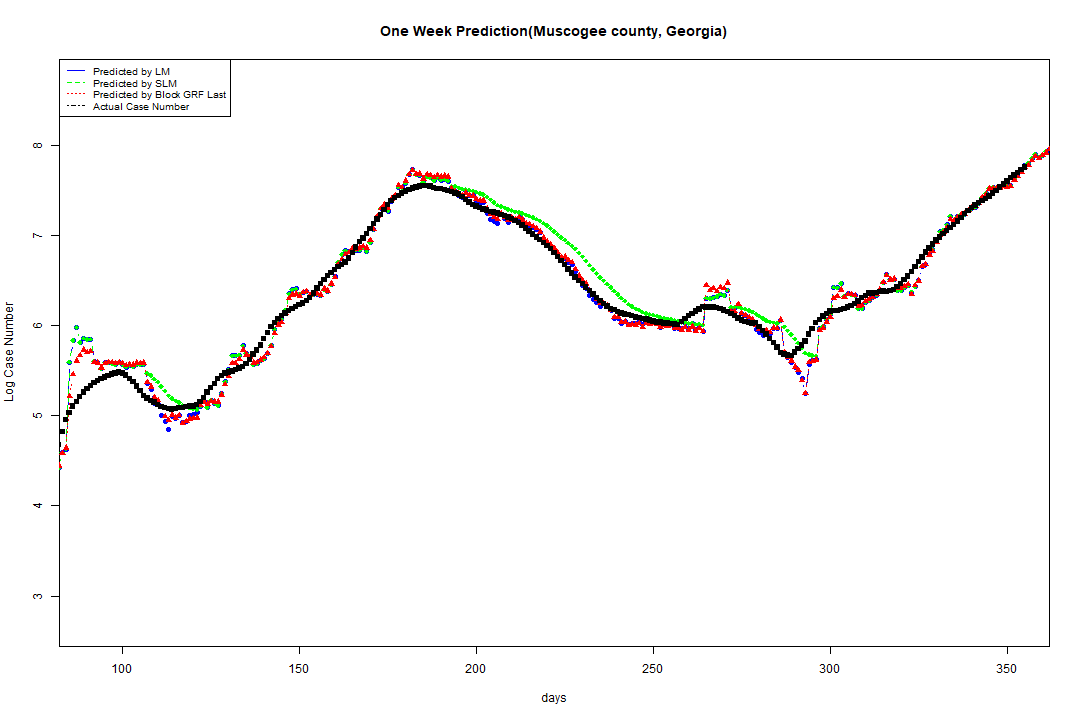 One Week Prediction(Muscogee county, Georgia)
Predicted by LM
Predicted by SLM
Predicted by Block GRF Last
Actual Case Number
8
7
6
5
4
3
Log Case Number
100 150 200 250 300 350
days